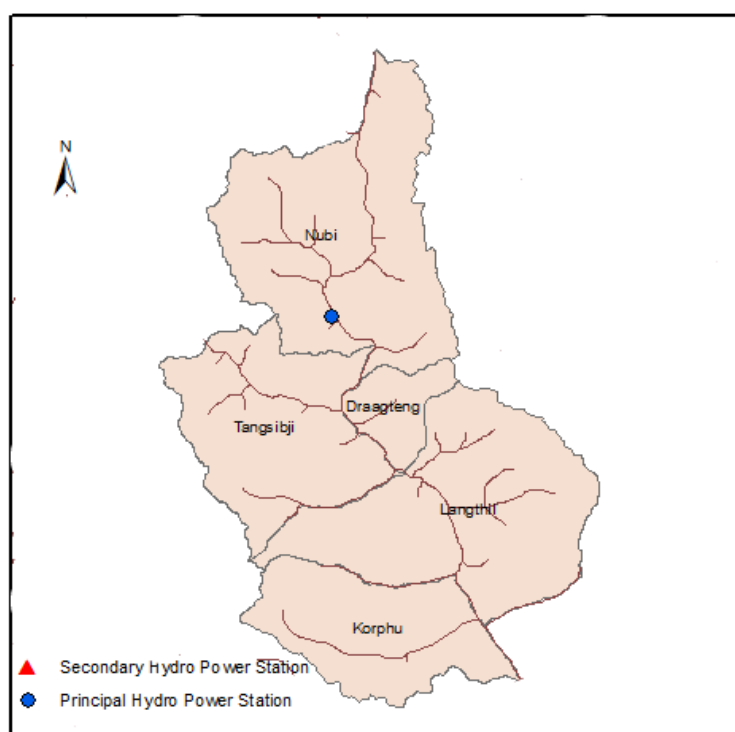 N
Nubi
Draagteng
Tangsibji
Langthil
Korphu
Secondary Hydro Power Station
Principal Hydro Power Station